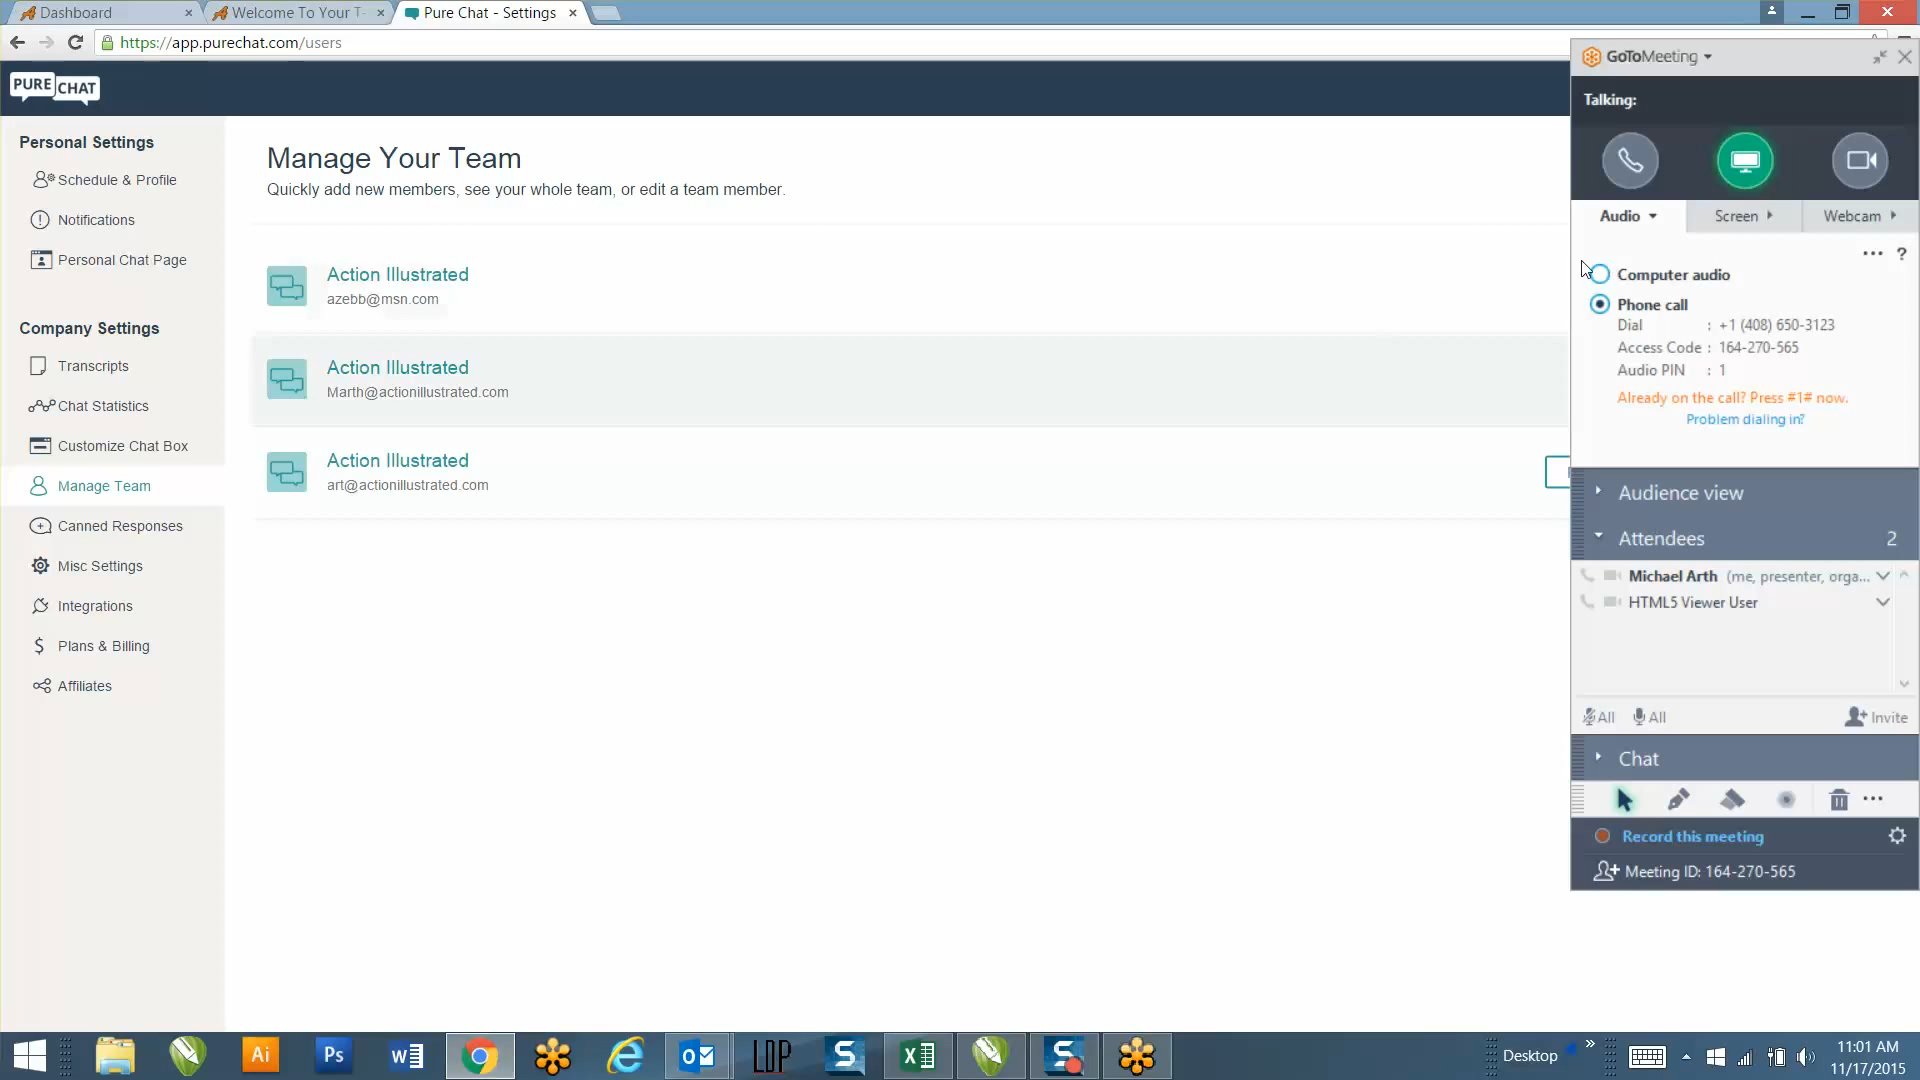 Dashboard
Welcome To Your T-
Pure Chat - Settings
https://app.purechat.com/users
PURE CHAT
Personal Settings
Schedule & Profile
Notifications
Personal Chat Page
Company Settings
Transcripts
Chat Statistics
Customize Chat Box
Manage Team
Canned Responses
Misc Settings
Integrations
Plans & Billing
Affiliates
Manage Your Team
Quickly add new members, see your whole team, or edit a team member.
Action Illustrated
azebb@msn.com
Action Illustrated
Marth@actionillustrated.com
Action Illustrated
art@actionillustrated.com
GoToMeeting
Talking:
Audio
Screen
Webcam
?
Computer audio
Phone call
Dial : +1 (408) 650-3123
Access Code : 164-270-565
Audio PIN : 1
Already on the call? Press #1# now.
Problem dialing in?
Audience view
Attendees 2
Michael Arth (me, presenter, orga...
HTML5 Viewer User
All All Invite
Chat
Record this meeting
Meeting ID: 164-270-565
Ai
Ps
LDP
Desktop
11:01 AM
11/17/2015